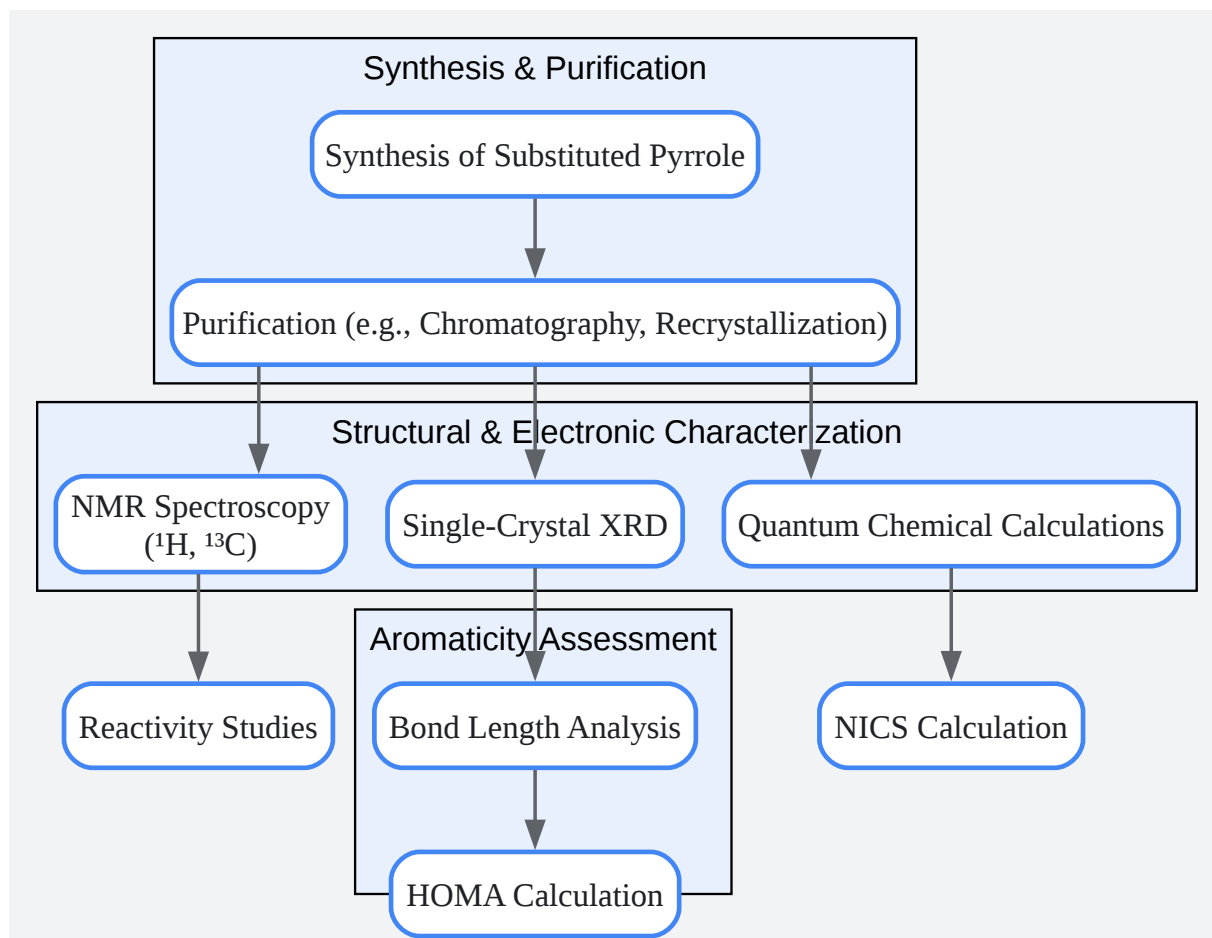 Synthesis & Purification
Synthesis of Substituted Pyrrole
Purification (e.g., Chromatography, Recrystallization)
Structural & Electronic Characterization
NMR Spectroscopy
(¹H, ¹³C)
Single-Crystal XRD
Quantum Chemical Calculations
Aromaticity Assessment
Reactivity Studies
Bond Length Analysis
NICS Calculation
HOMA Calculation